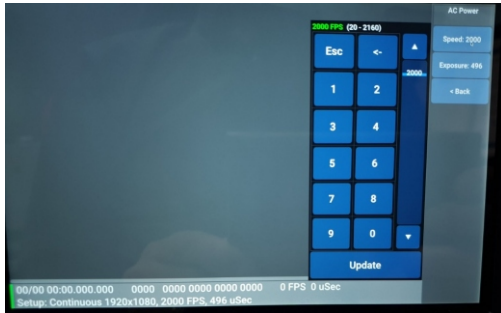 AC Power
2000 FPS (20 - 2160)
Speed: 2000
Esc <-
Exposure: 496
2000
< Back
1 2
3 4
5 6
7 8
9 0
Update
00/00 00:00.000.000 0000 0000 0000 0000 0000 0 FPS 0 uSec
Setup: Continuous 1920x1080, 2000 FPS, 496 uSec